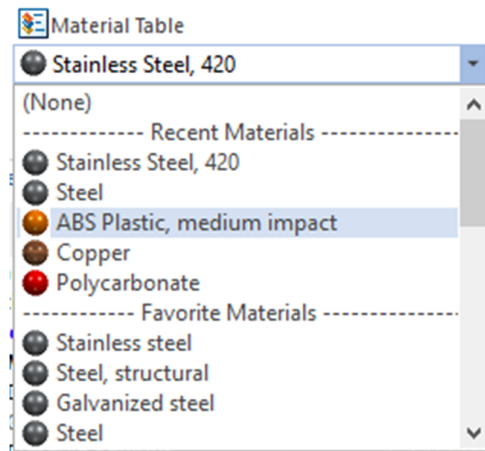 Material Table
Stainless Steel, 420
(None)
------------ Recent Materials --------------
Stainless Steel, 420
Steel
ABS Plastic, medium impact
Copper
Polycarbonate
----------- Favorite Materials -------------
Stainless steel
Steel, structural
Galvanized steel
Steel